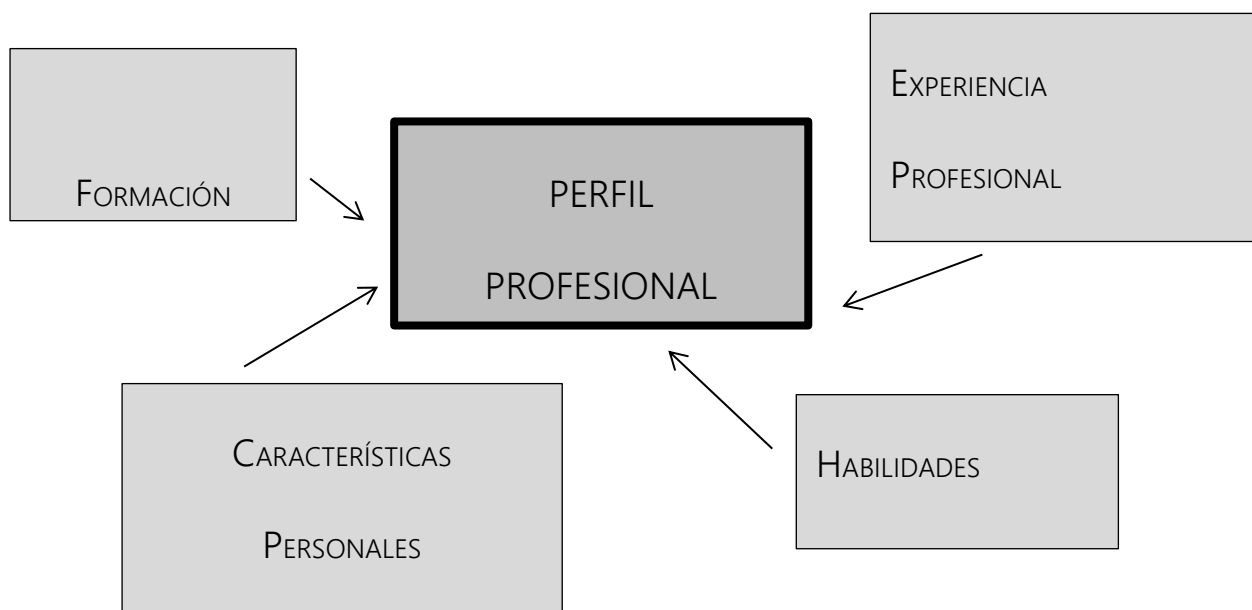 FORMACIÓN
PERFIL
PROFESIONAL
EXPERIENCIA
PROFESIONAL
CARACTERÍSTICAS
PERSONALES
HABILIDADES